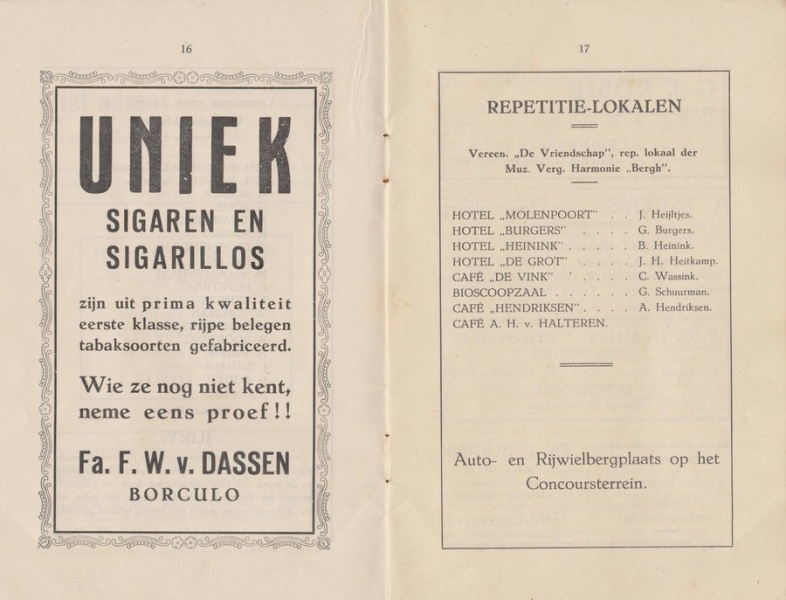 16
UNIEK
SIGAREN EN
SIGARILLOS
zijn uit prima kwaliteit
eerste klasse, rijpe belegen
tabaksoorten gefabriceerd.
Wie ze nog niet kent,
neme eens proef!!
Fa. F. W. v. DASSEN
BORCULO
17
REPETITIE-LOKALEN
Vereen. „De Vriendschap", rep. lokaal der
Muz. Verg. Harmonie „Bergh".
HOTEL „MOLENPOORT" . . J. Heijltjes.
HOTEL „BURGERS" . . . . G. Burgers.
HOTEL „HEININK" . . . . . B. Heinink.
HOTEL „DE GROT" . . . . J. H. Heitkamp.
CAFÉ „DE VINK" ' . . . . C. Wassink.
BIOSCOOPZAAL . . . . . . G. Schuurman.
CAFÉ „HENDRIKSEN" . . . A. Hendriksen.
CAFÉ A. H. v. HALTEREN.
Auto- en Rijwielbergplaats op het
Concoursterrein.